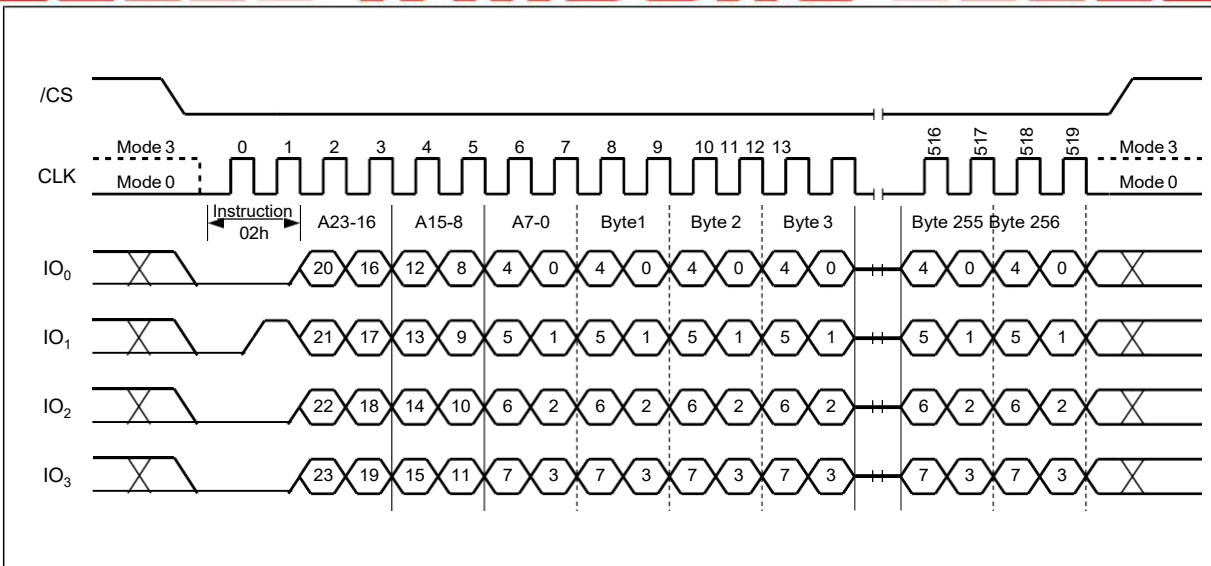 /CS
Mode 3 0 1 2 3 4 5 6 7 8 9 10 11 12 13 516 517 518 519 Mode 3
CLK
Mode 0 Mode 0
Instruction
02h A23-16 A15-8 A7-0 Byte1 Byte 2 Byte 3 Byte 255 Byte 256
IO0 20 16 12 8 4 0 4 0 4 0 4 0 4 0 4 0
IO1 21 17 13 9 5 1 5 1 5 1 5 1 5 1 5 1
IO2 22 18 14 10 6 2 6 2 6 2 6 2 6 2 6 2
IO3 23 19 15 11 7 3 7 3 7 3 7 3 7 3 7 3